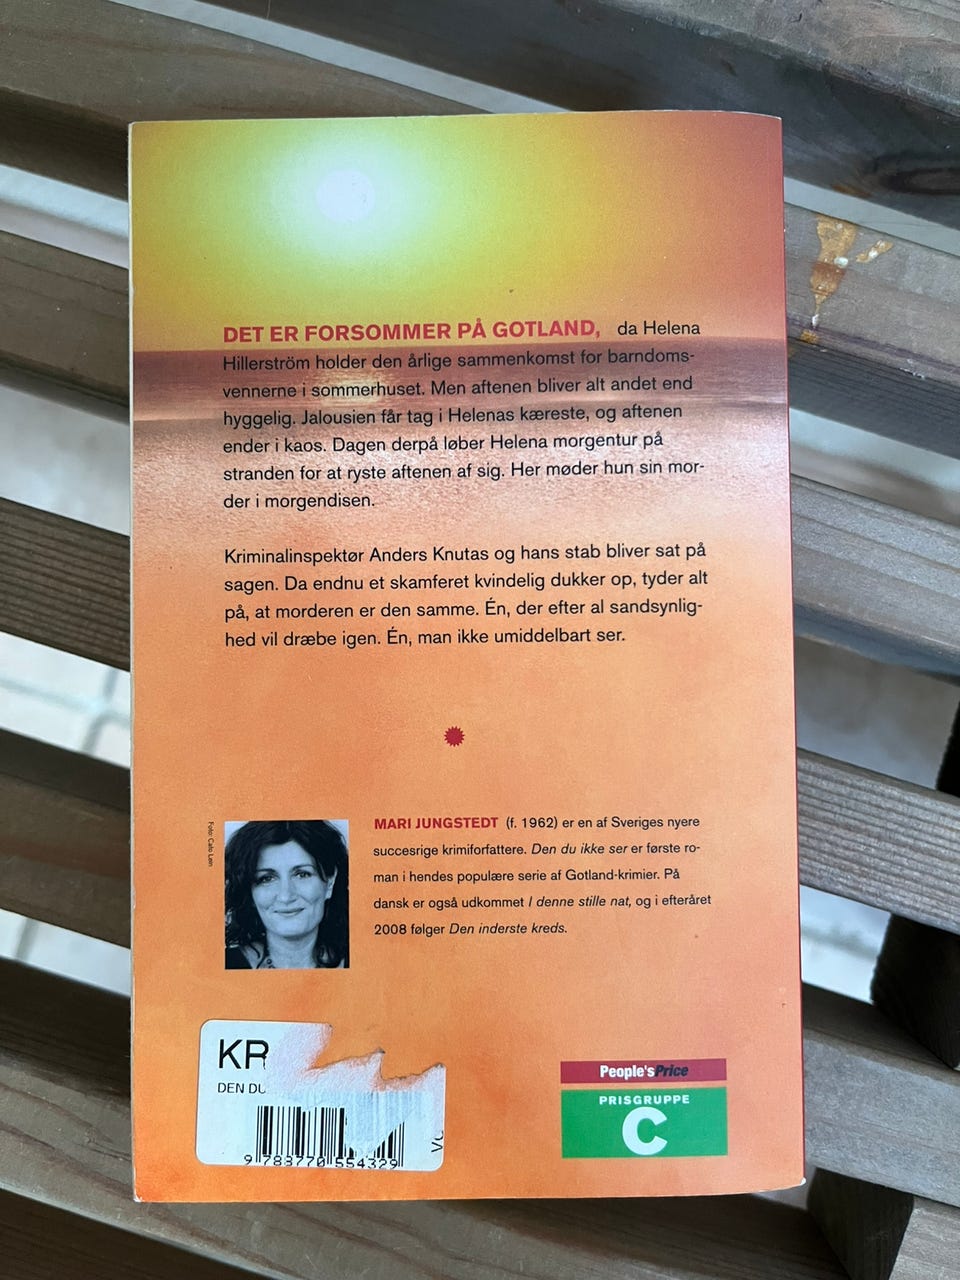 DET ER FORSOMMER PÅ GOTLAND, da Helena
Hillerström holder den årlige sammenkomst for barndoms-
vennerne i sommerhuset. Men aftenen bliver alt andet end
hyggelig. Jalousien får tag i Helenas kæreste, og aftenen
ender i kaos. Dagen derpå løber Helena morgentur på
stranden for at ryste aftenen af sig. Her møder hun sin mor-
der i morgendisen.
Kriminalinspektør Anders Knutas og hans stab bliver sat på
sagen. Da endnu et skamferet kvindelig dukker op, tyder alt
på, at morderen er den samme. Én, der efter al sandsynlig-
hed vil dræbe igen. Én, man ikke umiddelbart ser.
MARI JUNGSTEDT (f. 1962) er en af Sveriges nyere
succesrige krimiforfattere. Den du ikke ser er første ro-
man i hendes populære serie af Gotland-krimier. På
dansk er også udkommet I denne stille nat, og i efteråret
2008 følger Den inderste kreds.
KR
DEN DU
9 788770 554329
People'sPrice
PRISGRUPPE
C